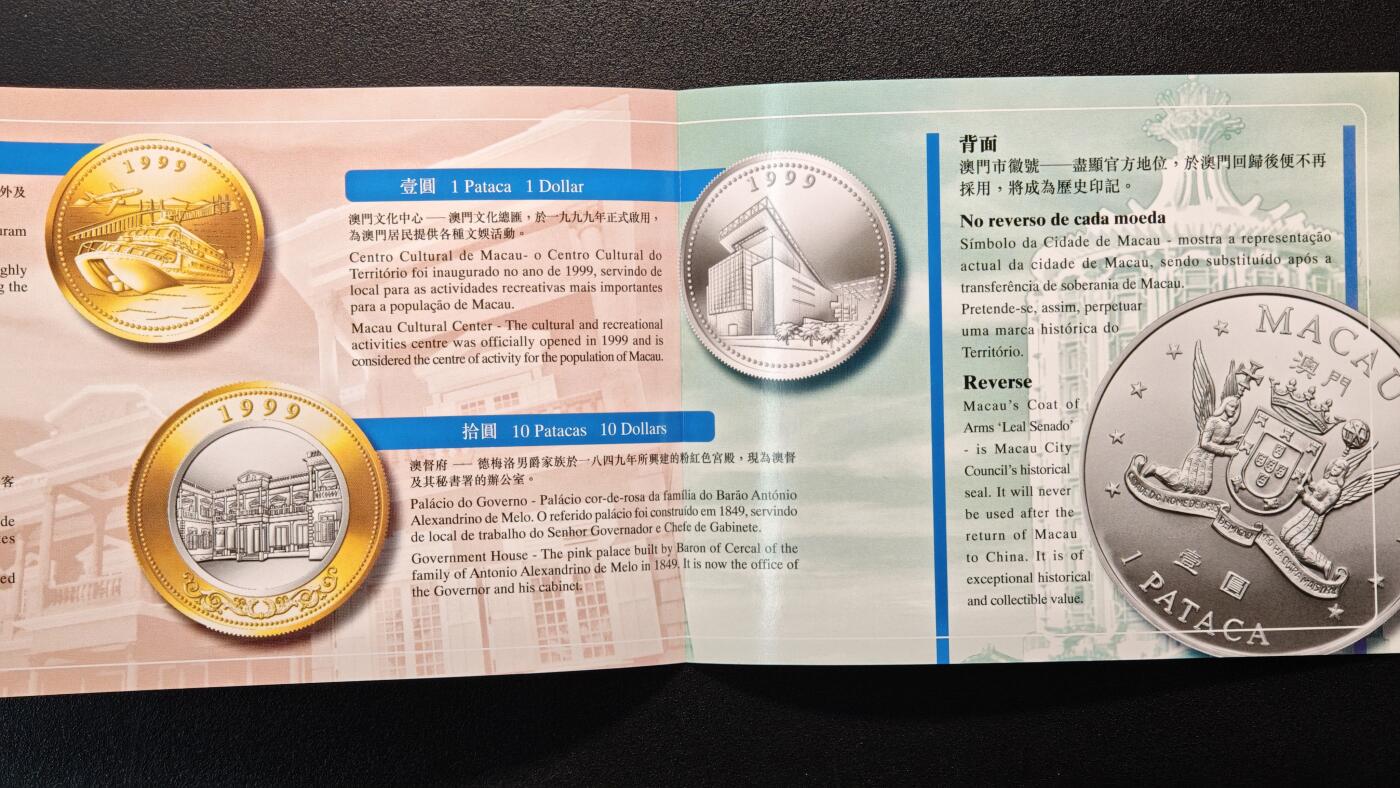 外及
uram
ghly
g the
1999
壹圓 1 Pataca 1 Dollar
澳門文化中心 —— 澳門文化總匯，於一九九九年正式啟用，
為澳門居民提供各種文娛活動。
Centro Cultural de Macau- o Centro Cultural do
Território foi inaugurado no ano de 1999, servindo de
local para as actividades recreativas mais importantes
para a população de Macau.
Macau Cultural Center - The cultural and recreational
activities centre was officially opened in 1999 and is
considered the centre of activity for the population of Macau.
1999
客
de
es
ed
1999
拾圓 10 Patacas 10 Dollars
澳督府 —— 德梅洛男爵家族於一八四九年所興建的粉紅色宮殿，現為澳督
及其秘書署的辦公室。
Palácio do Governo - Palácio cor-de-rosa da família do Barão António
Alexandrino de Melo. O referido palácio foi construído em 1849, servindo
de local de trabalho do Senhor Governador e Chefe de Gabinete.
Government House - The pink palace built by Baron of Cercal of the
family of Antonio Alexandrino de Melo in 1849. It is now the office of
the Governor and his cabinet.
背面
澳門市徽號——盡顯官方地位，於澳門回歸後便不再
採用，將成為歷史印記。
No reverso de cada moeda
Símbolo da Cidade de Macau - mostra a representação
actual da cidade de Macau, sendo substituído após a
transferência de soberania de Macau.
Pretende-se, assim, perpetuar
uma marca histórica do
Território.
Reverse
Macau's Coat of
Arms ‘Leal Senado’
- is Macau City
Council's historical
seal. It will never
be used after the
return of Macau
to China. It is of
exceptional historical
and collectible value.
MACAU
澳門
壹圓
1 PATACA